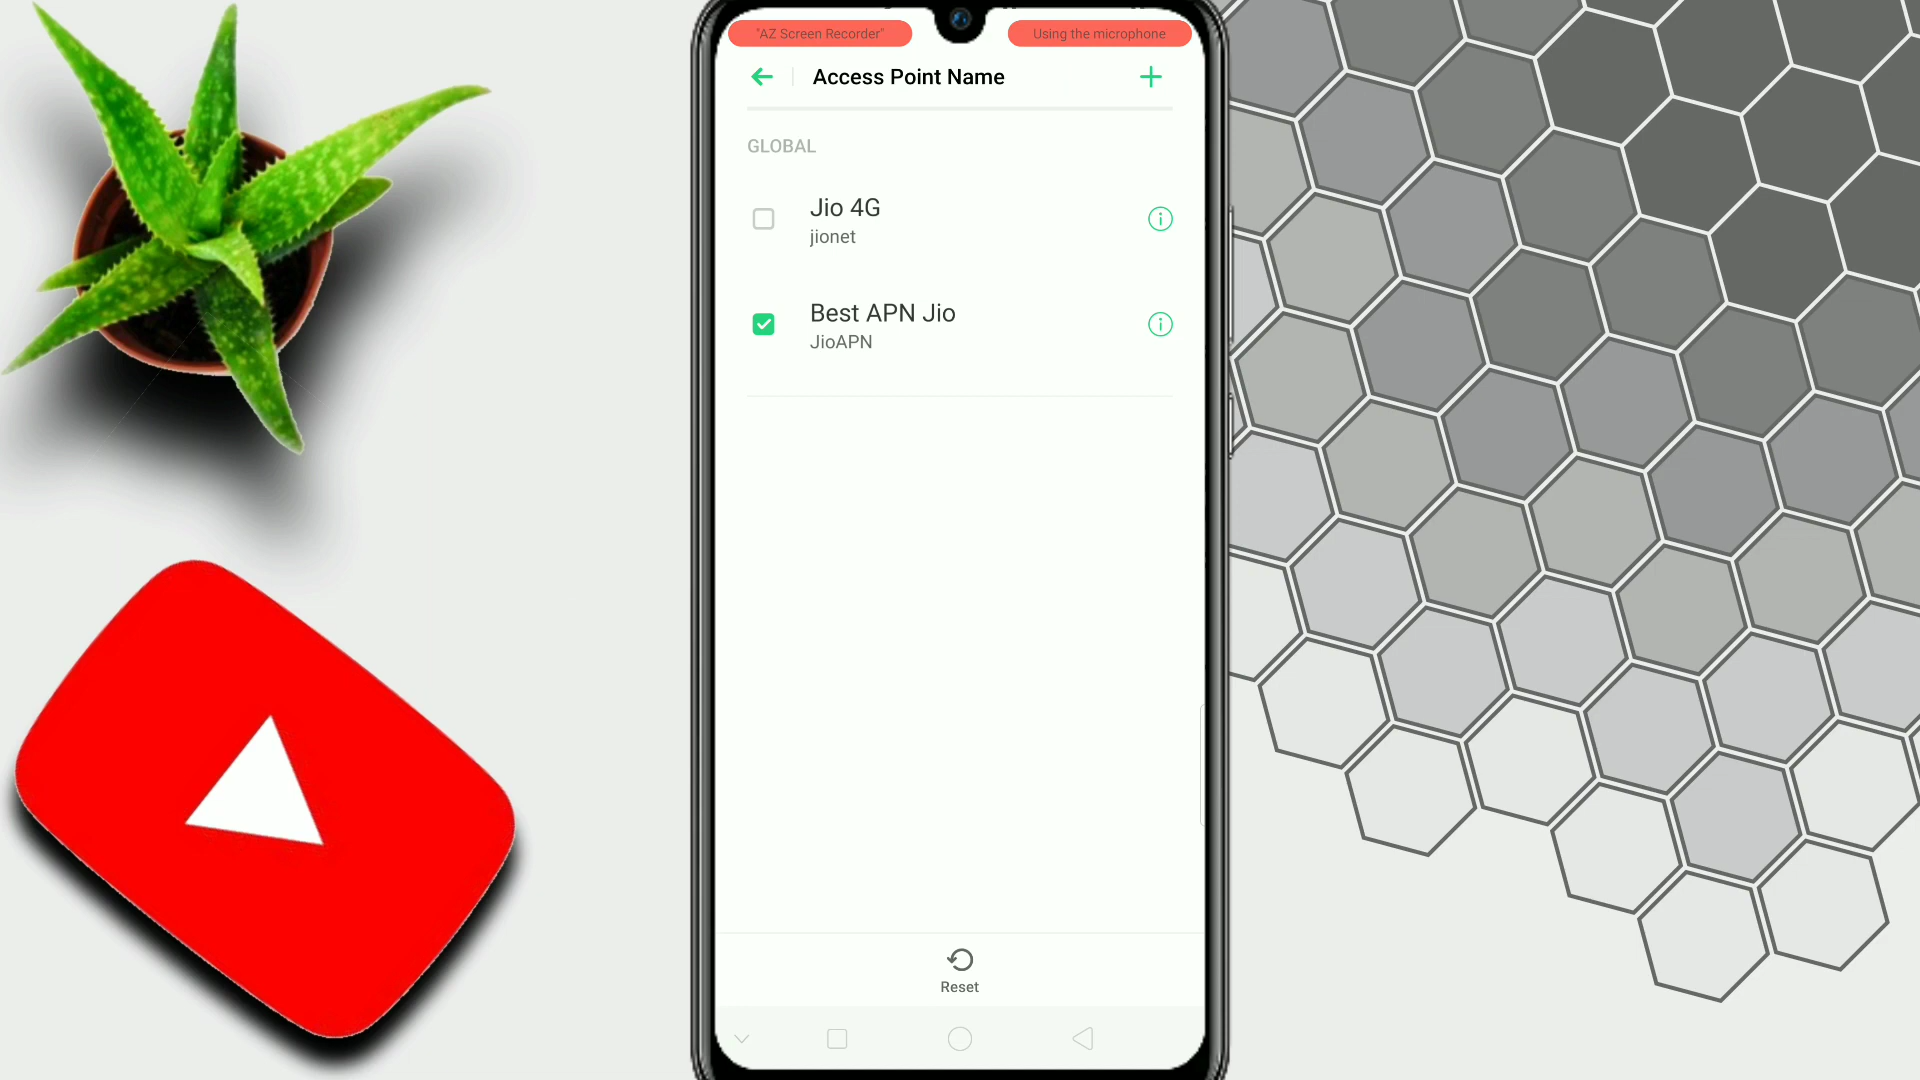 "AZ Screen Recorder"
Using the microphone
Access Point Name
GLOBAL
Jio 4G
jionet
Best APN Jio
JioAPN
Reset